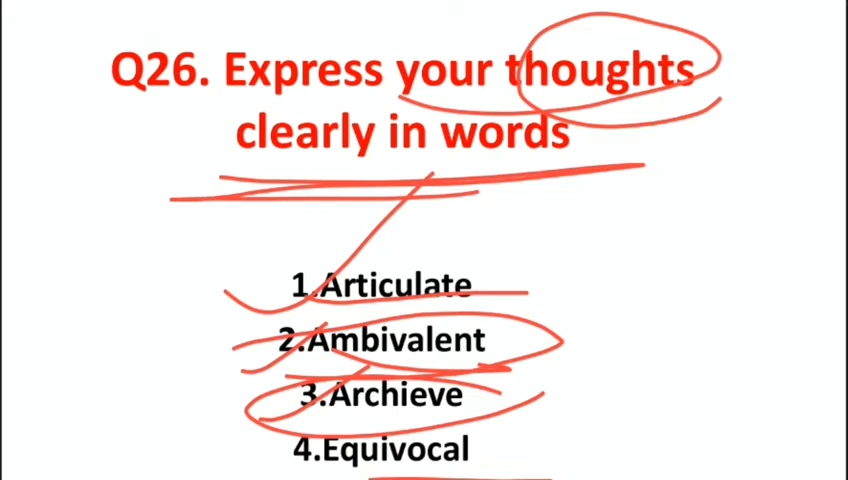 Q26. Express your thoughts
clearly in words
1.Articulate
2.Ambivalent
3.Archieve
4.Equivocal